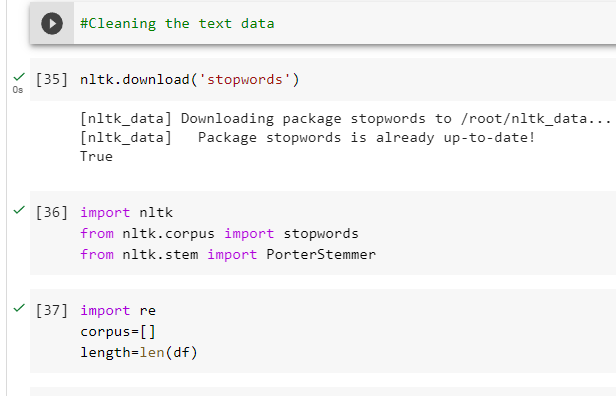 #Cleaning the text data
0s
[35] nltk.download('stopwords')
[nltk_data] Downloading package stopwords to /root/nltk_data...
[nltk_data]   Package stopwords is already up-to-date!
True
[36] import nltk
from nltk.corpus import stopwords
from nltk.stem import PorterStemmer
[37] import re
corpus=[]
length=len(df)